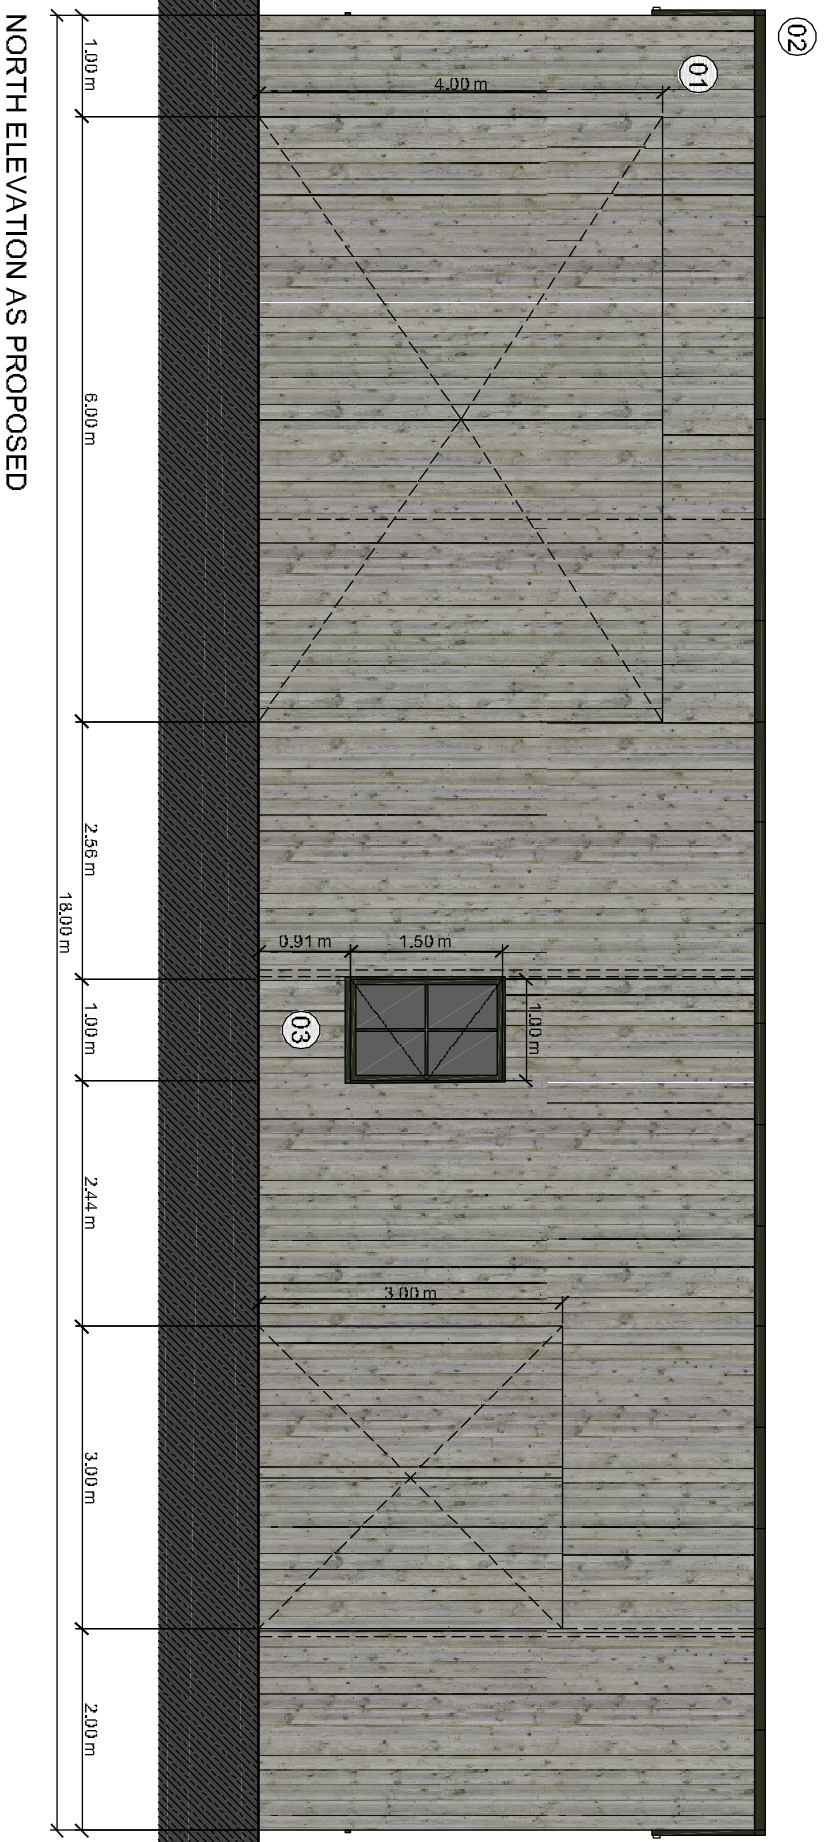 02
01
4.00 m
0.91 m
1.50 m
1.00 m
03
3.00 m
1.00 m
6.00 m
2.56 m
1.00 m
2.44 m
3.00 m
2.00 m
18.00 m
NORTH ELEVATION AS PROPOSED